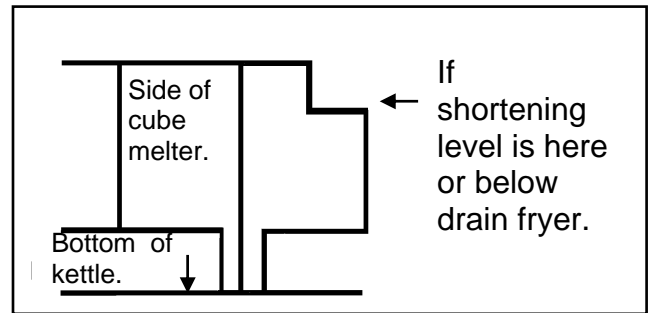 Side of
cube
melter.
Bottom of
kettle.
If
shortening
level is here
or below
drain fryer.